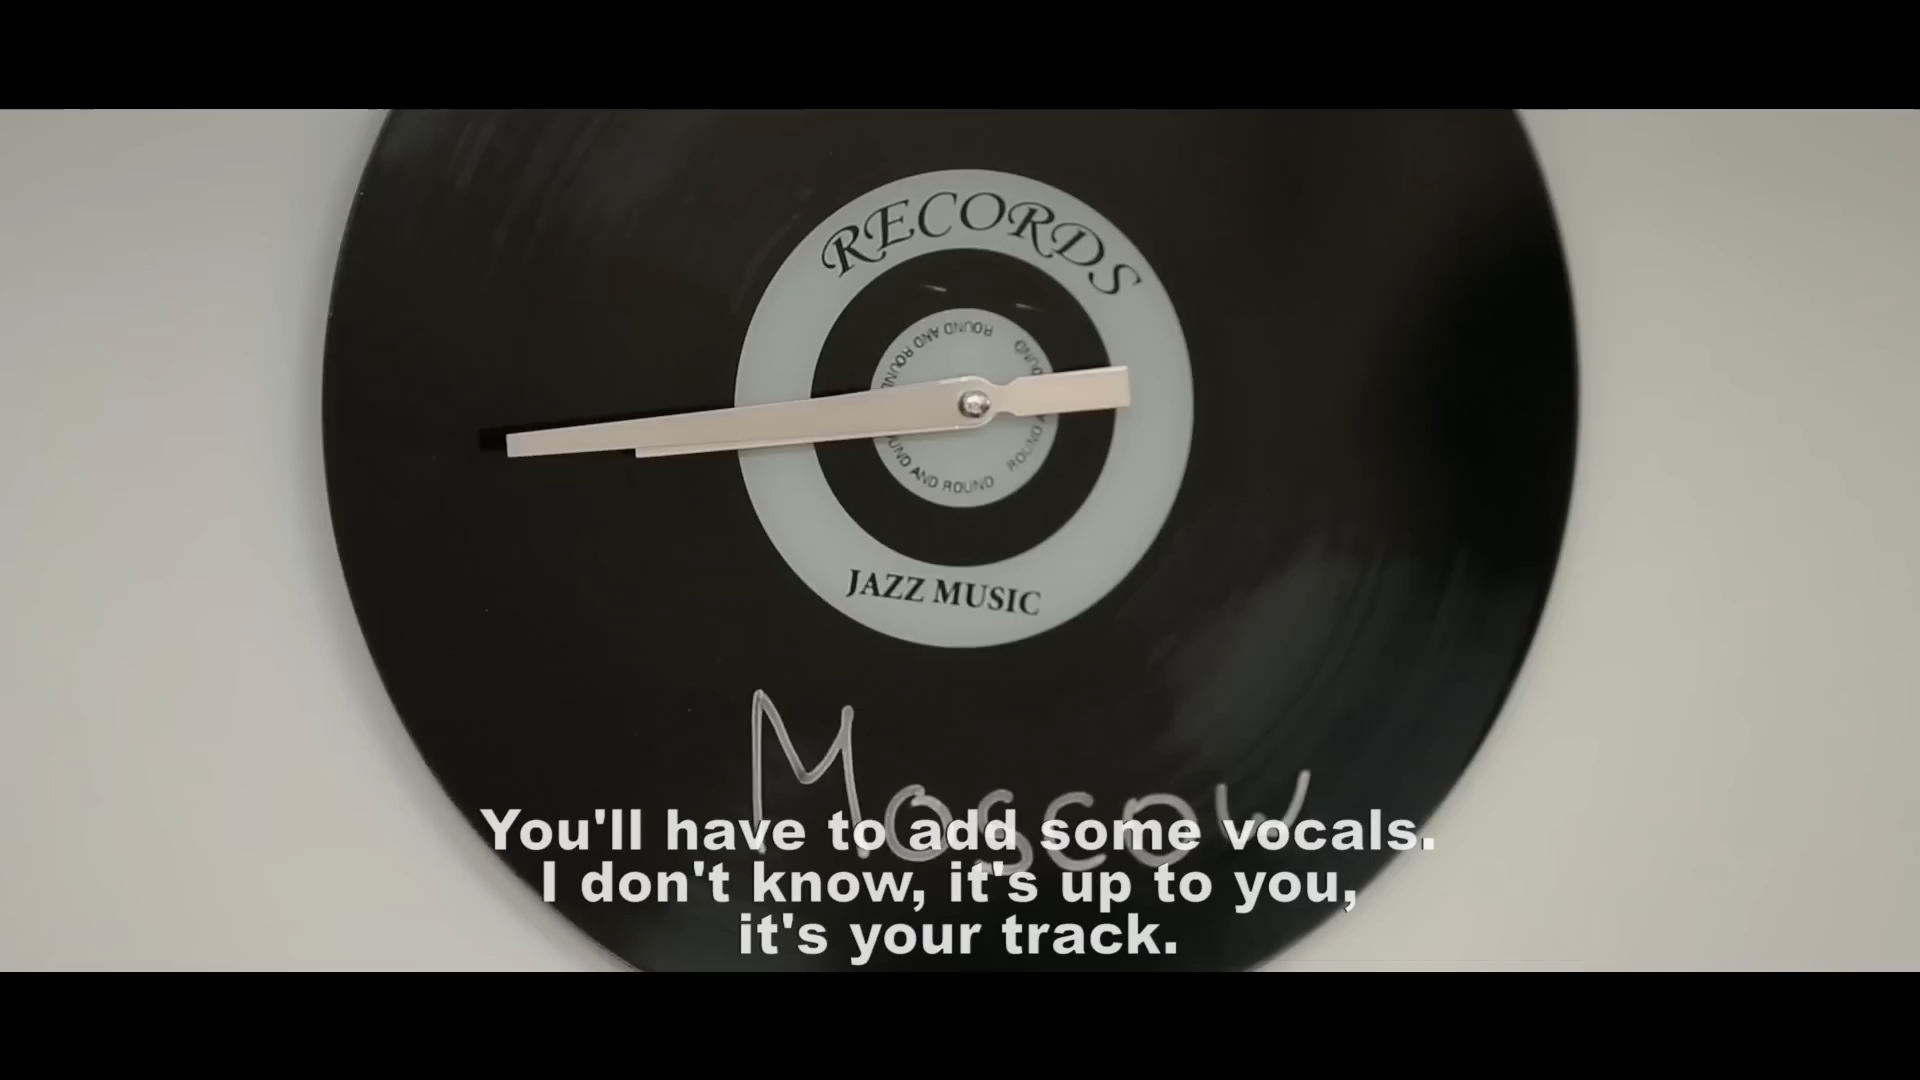 RECORDS
ROUND AND ROUND
ROUND AND ROUND
JAZZ MUSIC
Moscow
You'll have to add some vocals.
I don't know, it's up to you,
it's your track.